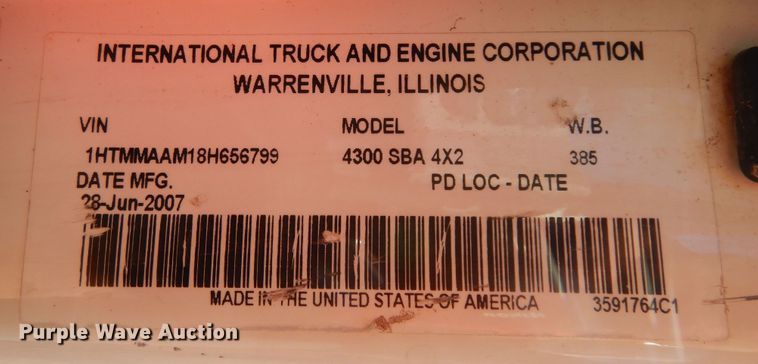 INTERNATIONAL TRUCK AND ENGINE CORPORATION
WARRENVILLE, ILLINOIS
VIN MODEL W.B.
1HTMMAAM18H656799 4300 SBA 4X2 385
DATE MFG. PD LOC - DATE
28-Jun-2007
MADE IN THE UNITED STATES OF AMERICA 3591764C1
Purple Wave Auction